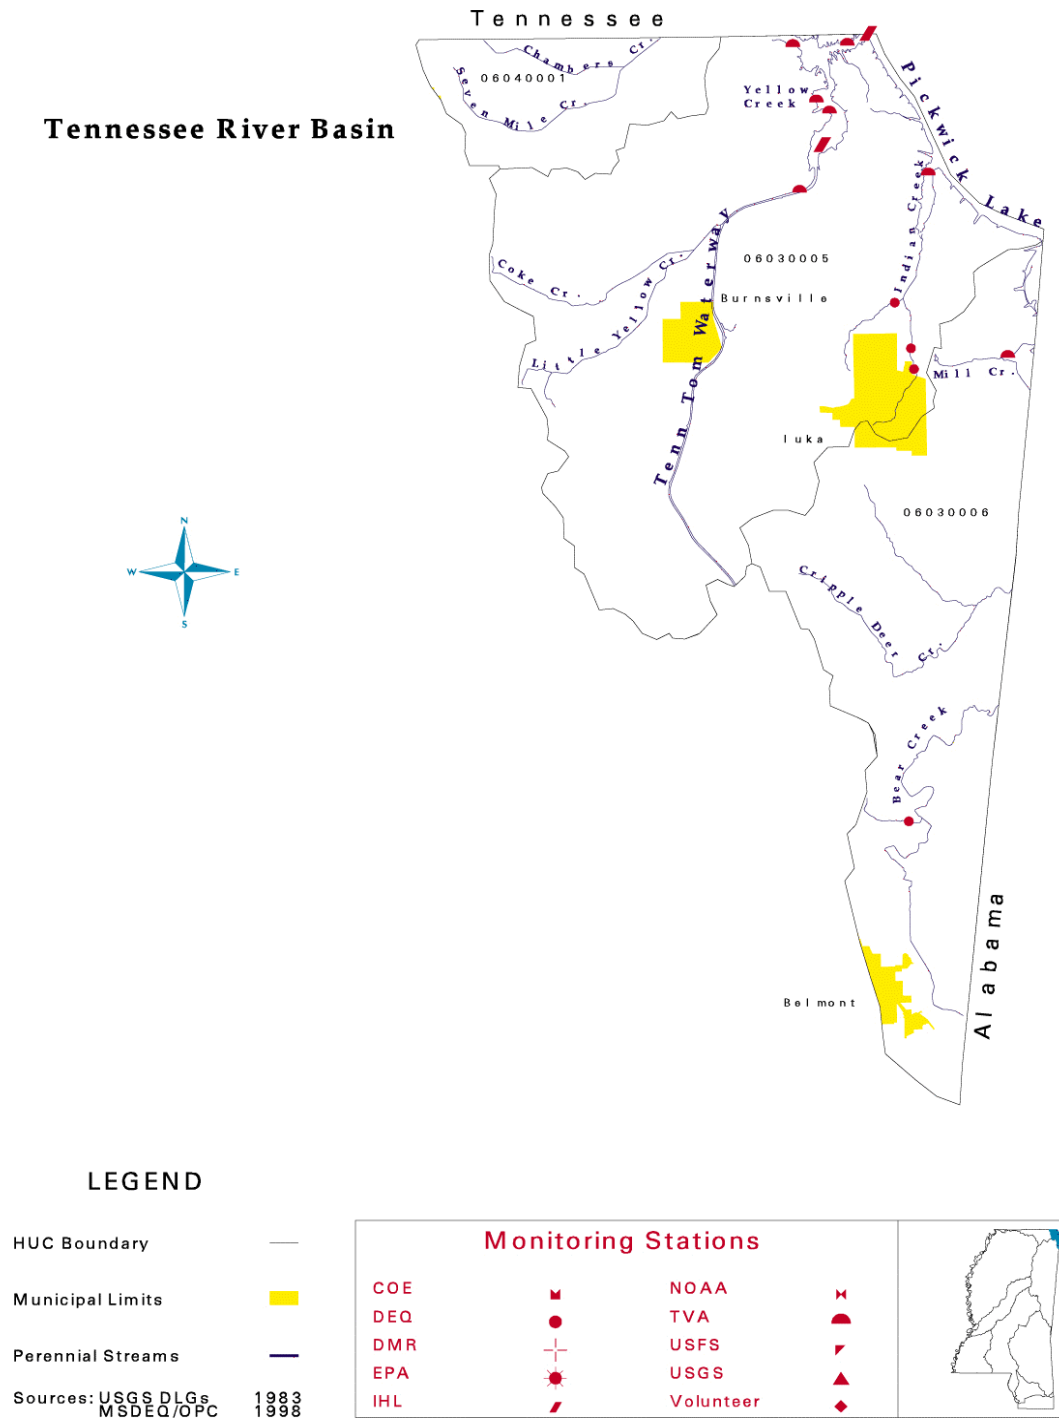 Tennessee
Chambers Cr.
06040001
Seven Mile Cr.
Tennessee River Basin
Yellow
Creek
Pickwick Lake
Indian Creek
Tenn Tom Waterway
06030005
Coke Cr.
Little Yellow Cr.
Burnsville
Mill Cr.
Iuka
06030006
N
W E
S
Cripple Deer Cr.
Bear Creek
Alabama
Belmont
LEGEND
HUC Boundary
Municipal Limits
Perennial Streams
Sources: USGS DLGs 1983
MSDEQ/OPC 1998
Monitoring Stations
COE NOAA
DEQ TVA
DMR USFS
EPA USGS
IHL Volunteer